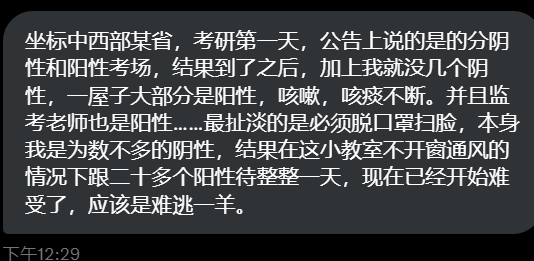 坐标中西部某省，考研第一天，公告上说的是的分阴
性和阳性考场，结果到了之后，加上我就没几个阴
性，一屋子大部分是阳性，咳嗽，咳痰不断。并且监
考老师也是阳性……最扯淡的是必须脱口罩扫脸，本身
我是为数不多的阴性，结果在这小教室不开窗通风的
情况下跟二十多个阳性待整整一天，现在已经开始难
受了，应该是难逃一羊。
下午12:29